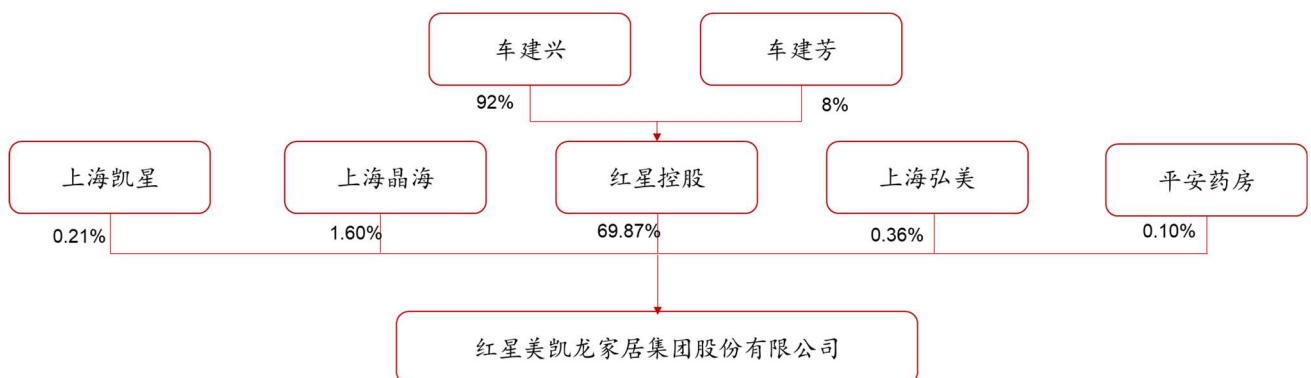 车建兴
车建芳
92%
8%
上海凯星
上海晶海
红星控股
上海弘美
平安药房
0.21%
1.60%
69.87%
0.36%
0.10%
红星美凯龙家居集团股份有限公司